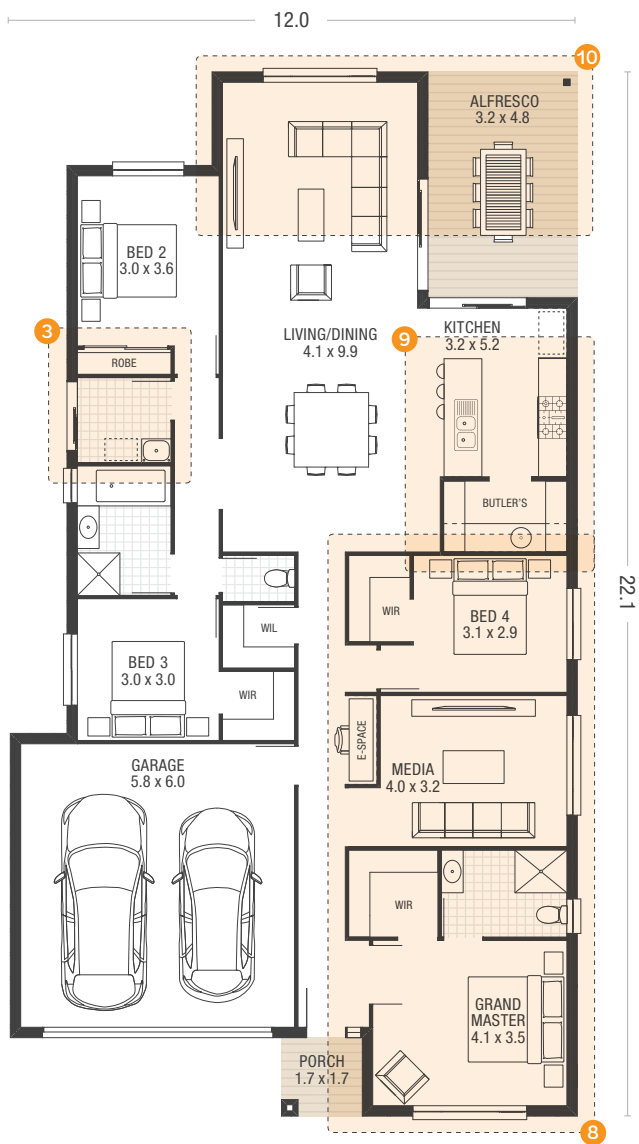 12.0
10
ALFRESCO
3.2 x 4.8
BED 2
3.0 x 3.6
3
ROBE
LIVING/DINING
4.1 x 9.9
KITCHEN
3.2 x 5.2
9
BUTLER'S
22.1
WIR
BED 4
3.1 x 2.9
WIL
BED 3
3.0 x 3.0
WIR
E-SPACE
GARAGE
5.8 x 6.0
MEDIA
4.0 x 3.2
WIR
GRAND
MASTER
4.1 x 3.5
PORCH
1.7 x 1.7
8